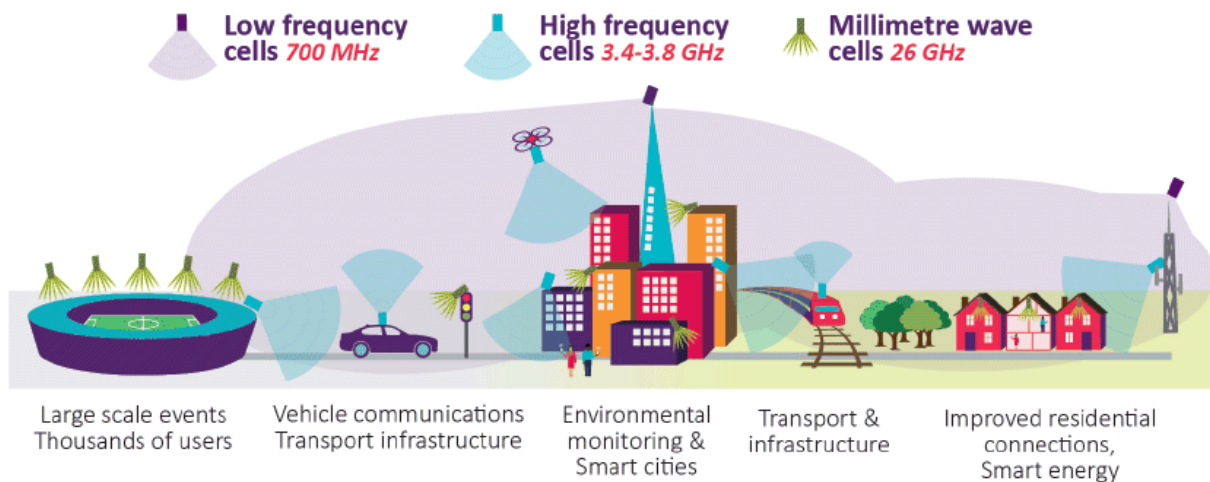 Low frequency
cells 700 MHz
High frequency
cells 3.4-3.8 GHz
Millimetre wave
cells 26 GHz
Large scale events
Thousands of users
Vehicle communications
Transport infrastructure
Environmental
monitoring &
Smart cities
Transport &
infrastructure
Improved residential
connections,
Smart energy